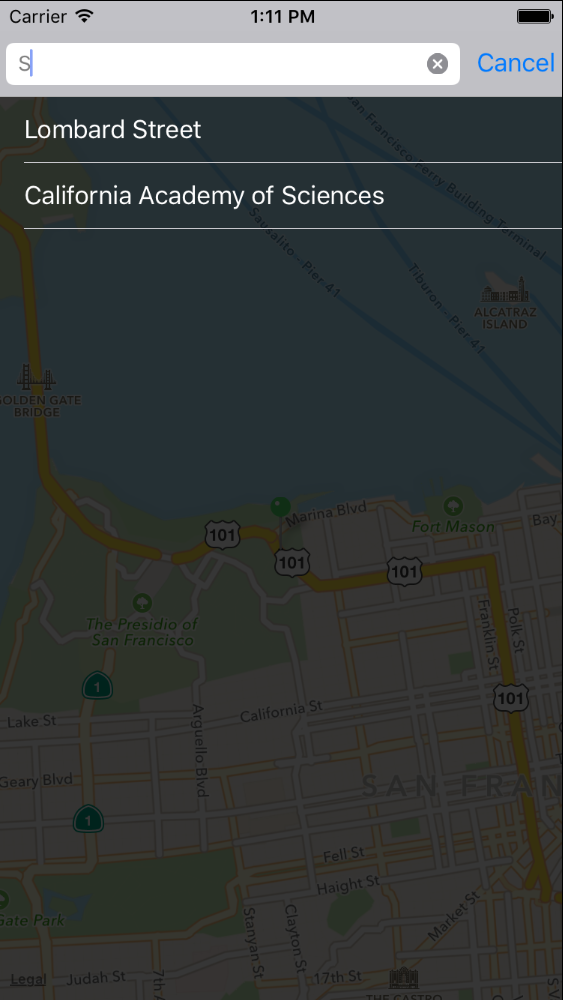 Carrier 1:11 PM
S Cancel
Lombard Street
California Academy of Sciences
San Francisco Ferry Building Terminal
Sausalito - Pier 41
Tiburon - Pier 41
ALCATRAZ
ISLAND
GOLDEN GATE
BRIDGE
Marina Blvd
Fort Mason
Bay
101
101
101
The Presidio of
San Francisco
Franklin St
Polk St
1
101
California St
Lake St
Arguello Blvd
Geary Blvd
SAN FRAN
1
Fell St
Haight St
Gate Park
Market St
Stanyan St
Clayton St
Legal
Judah St
7th A
17th St
THE CASTRO
S V